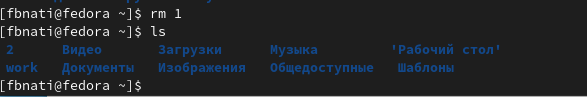 [fbnati@fedora ~]$ rm 1
[fbnati@fedora ~]$ ls
2 Видео Загрузки Музыка 'Рабочий стол'
work Документы Изображения Общедоступные Шаблоны
[fbnati@fedora ~]$